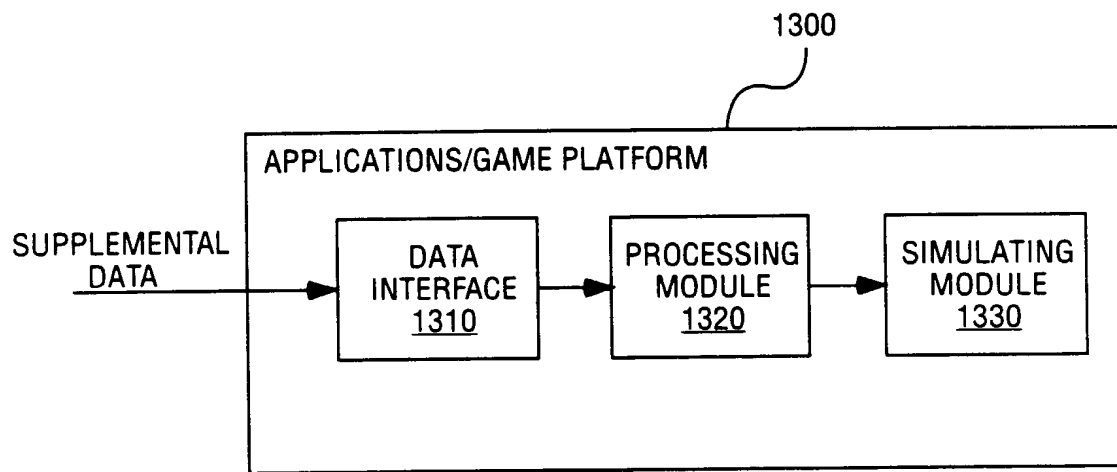 1300
APPLICATIONS/GAME PLATFORM
SUPPLEMENTAL
DATA
DATA
INTERFACE
1310
PROCESSING
MODULE
1320
SIMULATING
MODULE
1330